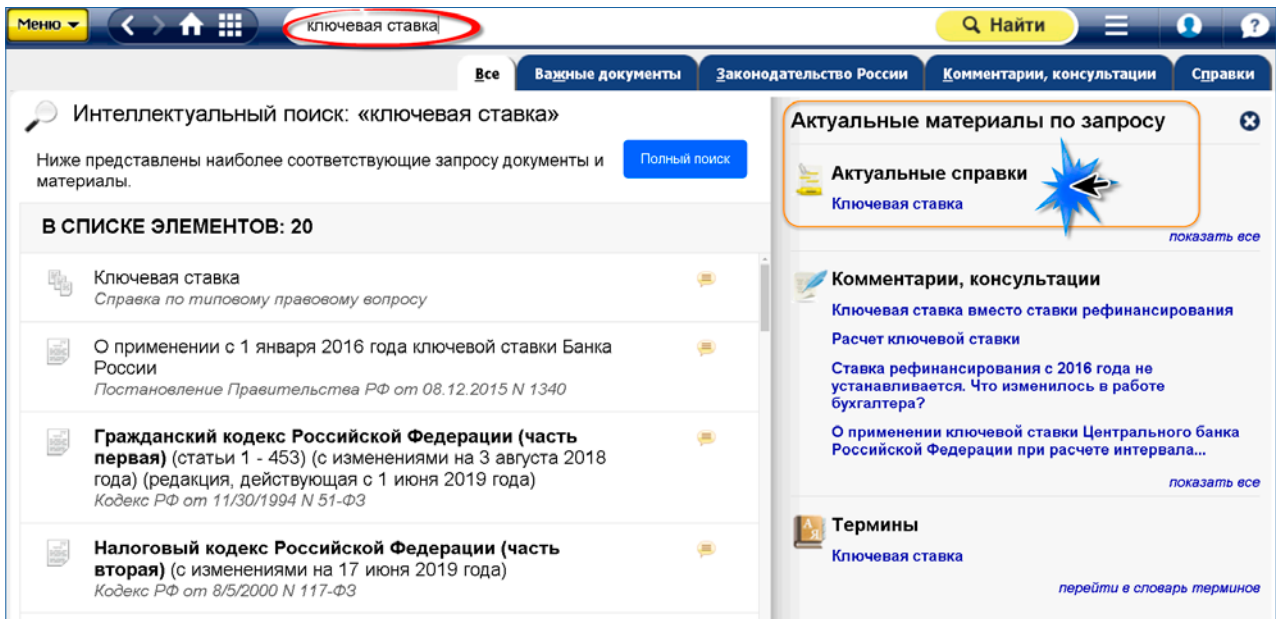 Меню
ключевая ставка
Найти
Все
Важные документы
Законодательство России
Комментарии, консультации
Справки
Интеллектуальный поиск: «ключевая ставка»
Ниже представлены наиболее соответствующие запросу документы и
материалы.
Полный поиск
В СПИСКЕ ЭЛЕМЕНТОВ: 20
Ключевая ставка
Справка по типовому правовому вопросу
О применении с 1 января 2016 года ключевой ставки Банка
России
Постановление Правительства РФ от 08.12.2015 N 1340
Гражданский кодекс Российской Федерации (часть
первая) (статьи 1 - 453) (с изменениями на 3 августа 2018
года) (редакция, действующая с 1 июня 2019 года)
Кодекс РФ от 11/30/1994 N 51-ФЗ
Налоговый кодекс Российской Федерации (часть
вторая) (с изменениями на 17 июня 2019 года)
Кодекс РФ от 8/5/2000 N 117-ФЗ
Актуальные материалы по запросу
Актуальные справки
Ключевая ставка
показать все
Комментарии, консультации
Ключевая ставка вместо ставки рефинансирования
Расчет ключевой ставки
Ставка рефинансирования с 2016 года не
устанавливается. Что изменилось в работе
бухгалтера?
О применении ключевой ставки Центрального банка
Российской Федерации при расчете интервала...
показать все
Термины
Ключевая ставка
перейти в словарь терминов